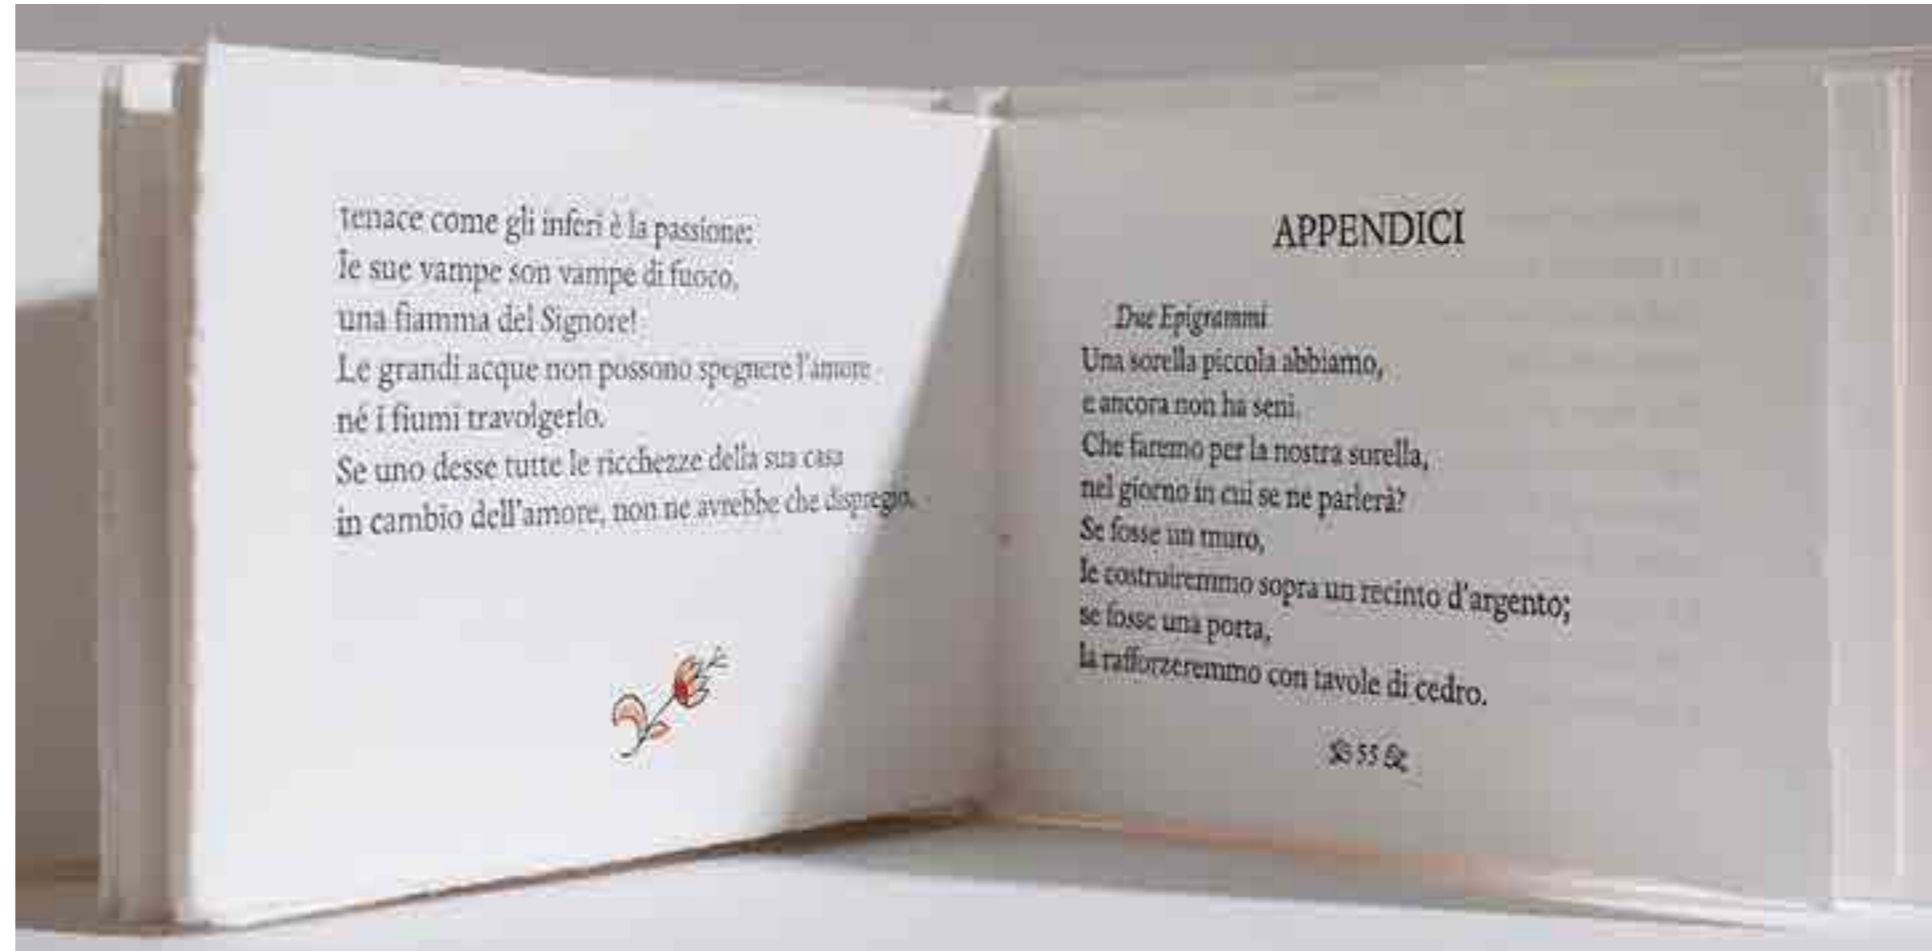 tenace come gli inferi è la passione:
le sue vampe son vampe di fuoco,
una fiamma del Signore!
Le grandi acque non possono spegnere l'amore
né i fiumi travolgerlo.
Se uno desse tutte le ricchezze della sua casa
in cambio dell'amore, non ne avrebbe che dispregio.
APPENDICI
Due Epigrammi
Una sorella piccola abbiamo,
e ancora non ha seni.
Che faremo per la nostra sorella,
nel giorno in cui se ne parlerà?
Se fosse un muro,
le costruiremmo sopra un recinto d'argento;
se fosse una porta,
la rafforzeremmo con tavole di cedro.
55